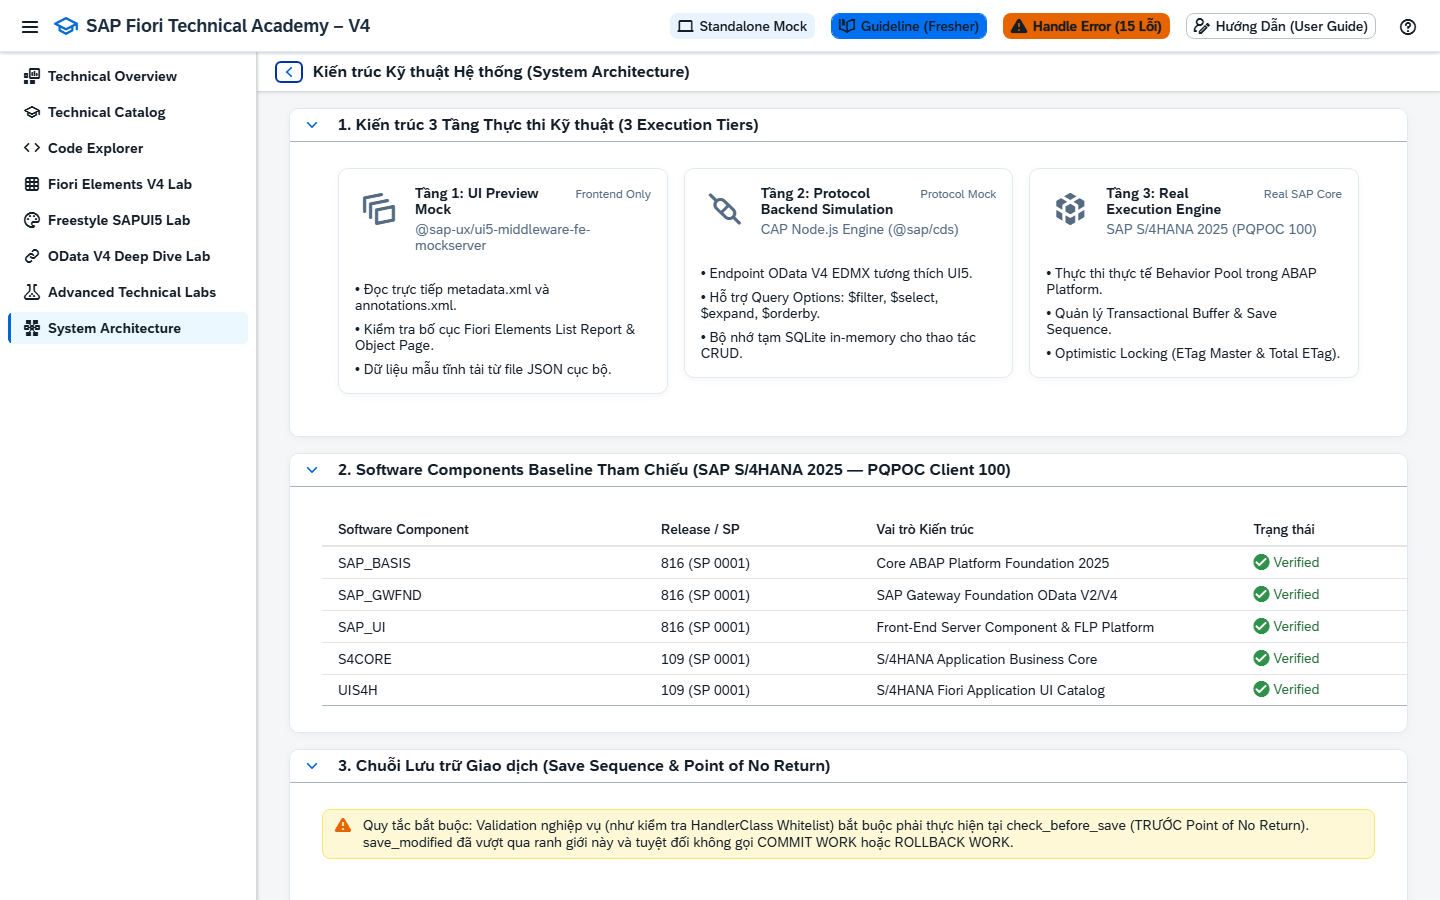 SAP Fiori Technical Academy – V4
Standalone Mock
Guideline (Fresher)
Handle Error (15 Lỗi)
Hướng Dẫn (User Guide)
Technical Overview
Technical Catalog
Code Explorer
Fiori Elements V4 Lab
Freestyle SAPUI5 Lab
OData V4 Deep Dive Lab
Advanced Technical Labs
System Architecture
Kiến trúc Kỹ thuật Hệ thống (System Architecture)
1. Kiến trúc 3 Tầng Thực thi Kỹ thuật (3 Execution Tiers)
Tầng 1: UI Preview
Mock
Frontend Only
@sap-ux/ui5-middleware-fe-
mockserver
• Đọc trực tiếp metadata.xml và
annotations.xml.
• Kiểm tra bố cục Fiori Elements List Report &
Object Page.
• Dữ liệu mẫu tĩnh tải từ file JSON cục bộ.
Tầng 2: Protocol
Backend Simulation
Protocol Mock
CAP Node.js Engine (@sap/cds)
• Endpoint OData V4 EDMX tương thích UI5.
• Hỗ trợ Query Options: $filter, $select,
$expand, $orderby.
• Bộ nhớ tạm SQLite in-memory cho thao tác
CRUD.
Tầng 3: Real
Execution Engine
Real SAP Core
SAP S/4HANA 2025 (PQPOC 100)
• Thực thi thực tế Behavior Pool trong ABAP
Platform.
• Quản lý Transactional Buffer & Save
Sequence.
• Optimistic Locking (ETag Master & Total ETag).
2. Software Components Baseline Tham Chiếu (SAP S/4HANA 2025 — PQPOC Client 100)
Software Component Release / SP Vai trò Kiến trúc Trạng thái
SAP_BASIS 816 (SP 0001) Core ABAP Platform Foundation 2025 Verified
SAP_GWFND 816 (SP 0001) SAP Gateway Foundation OData V2/V4 Verified
SAP_UI 816 (SP 0001) Front-End Server Component & FLP Platform Verified
S4CORE 109 (SP 0001) S/4HANA Application Business Core Verified
UIS4H 109 (SP 0001) S/4HANA Fiori Application UI Catalog Verified
3. Chuỗi Lưu trữ Giao dịch (Save Sequence & Point of No Return)
Quy tắc bắt buộc: Validation nghiệp vụ (như kiểm tra HandlerClass Whitelist) bắt buộc phải thực hiện tại check_before_save (TRƯỚC Point of No Return).
save_modified đã vượt qua ranh giới này và tuyệt đối không gọi COMMIT WORK hoặc ROLLBACK WORK.